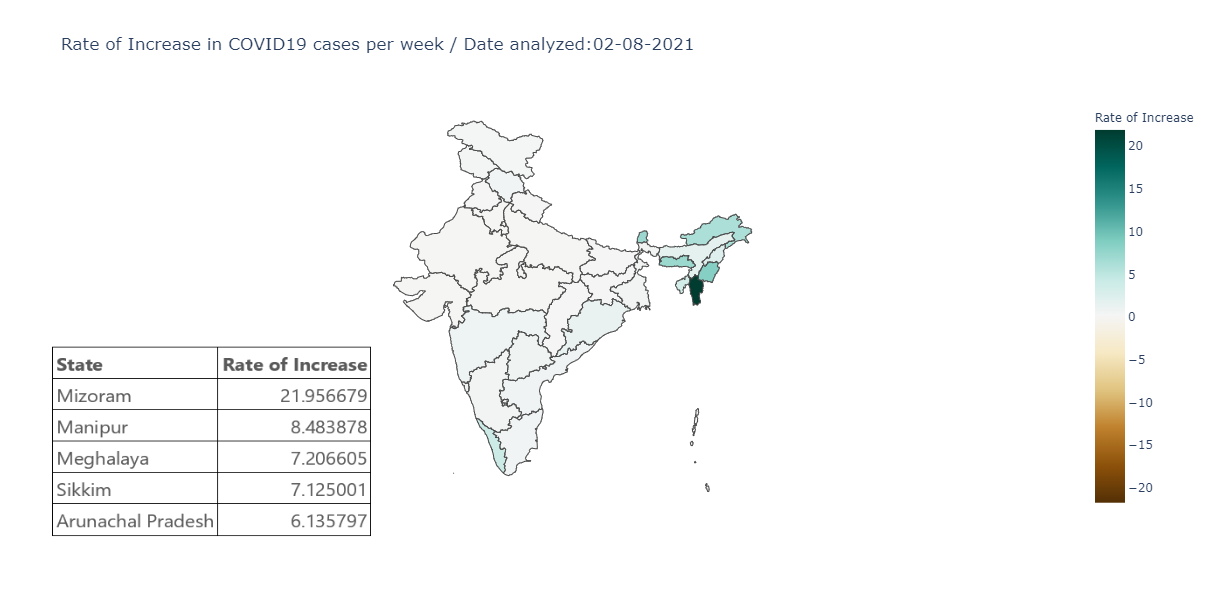 Rate of Increase in COVID19 cases per week / Date analyzed:02-08-2021
Rate of Increase
20
15
10
5
0
−5
−10
−15
−20
State Rate of Increase
Mizoram 21.956679
Manipur 8.483878
Meghalaya 7.206605
Sikkim 7.125001
Arunachal Pradesh 6.135797